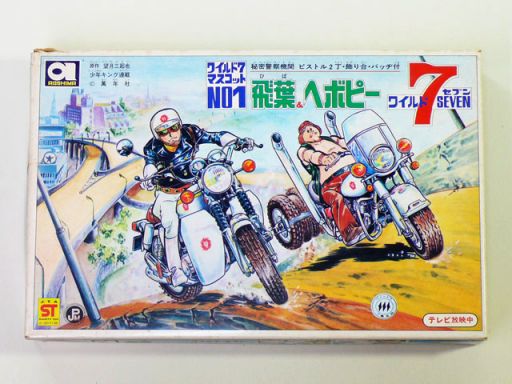 AOSHIMA
原作 望月三起也
少年キング連載
©萬年社
ワイルド7
マスコット
NO1
秘密警察機関 ピストル2丁・飾り台・バッヂ付
ひば
飛葉&ヘボピー
ワイルド7
セブン
SEVEN
ST
テレビ放映中